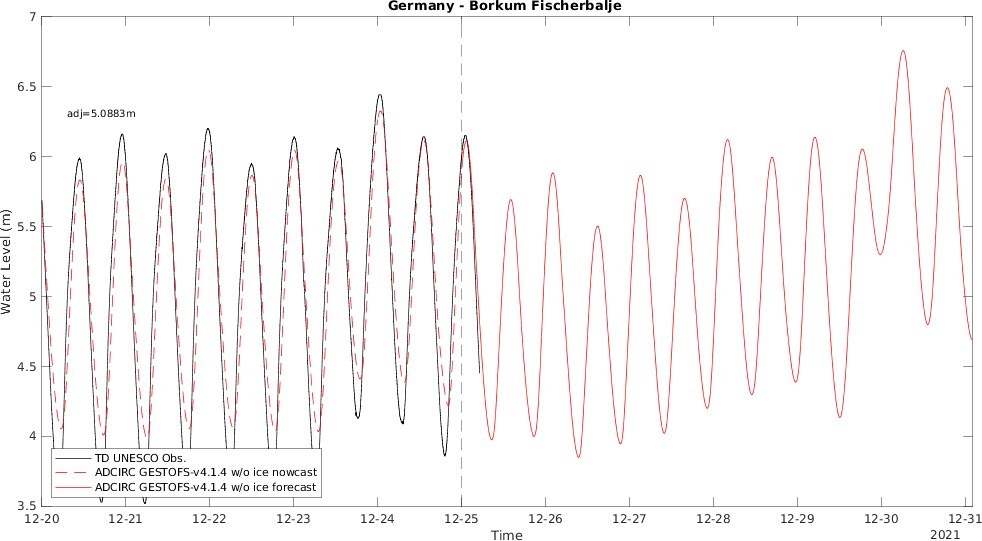 Germany - Borkum Fischerbalje
7
6.5
adj=5.0883m
6
5.5
Water Level (m)
5
4.5
4
TD UNESCO Obs.
ADCIRC GESTOFS-v4.1.4 w/o ice nowcast
ADCIRC GESTOFS-v4.1.4 w/o ice forecast
3.5
12-20 12-21 12-22 12-23 12-24 12-25 12-26 12-27 12-28 12-29 12-30 12-31
Time
2021